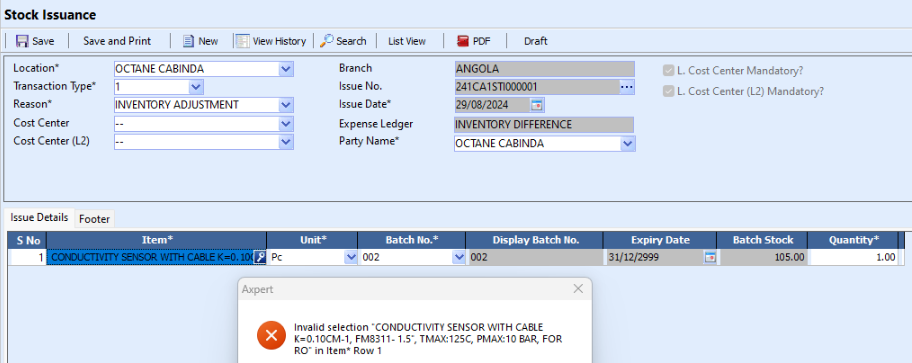 Stock Issuance
Save Save and Print New View History Search List View PDF Draft
Location* OCTANE CABINDA Branch ANGOLA L. Cost Center Mandatory?
Transaction Type* 1 Issue No. 241CA1STI000001 ... L. Cost Center (L2) Mandatory?
Reason* INVENTORY ADJUSTMENT Issue Date* 29/08/2024
Cost Center -- Expense Ledger INVENTORY DIFFERENCE
Cost Center (L2) -- Party Name* OCTANE CABINDA
Issue Details Footer
S No Item* Unit* Batch No.* Display Batch No. Expiry Date Batch Stock Quantity*
1 CONDUCTIVITY SENSOR WITH CABLE K=0.10C Pc 002 002 31/12/2999 105.00 1.00
Axpert
Invalid selection "CONDUCTIVITY SENSOR WITH CABLE
K=0.10CM-1, FM8311- 1.5", TMAX:125C, PMAX:10 BAR, FOR
RO" in Item* Row 1